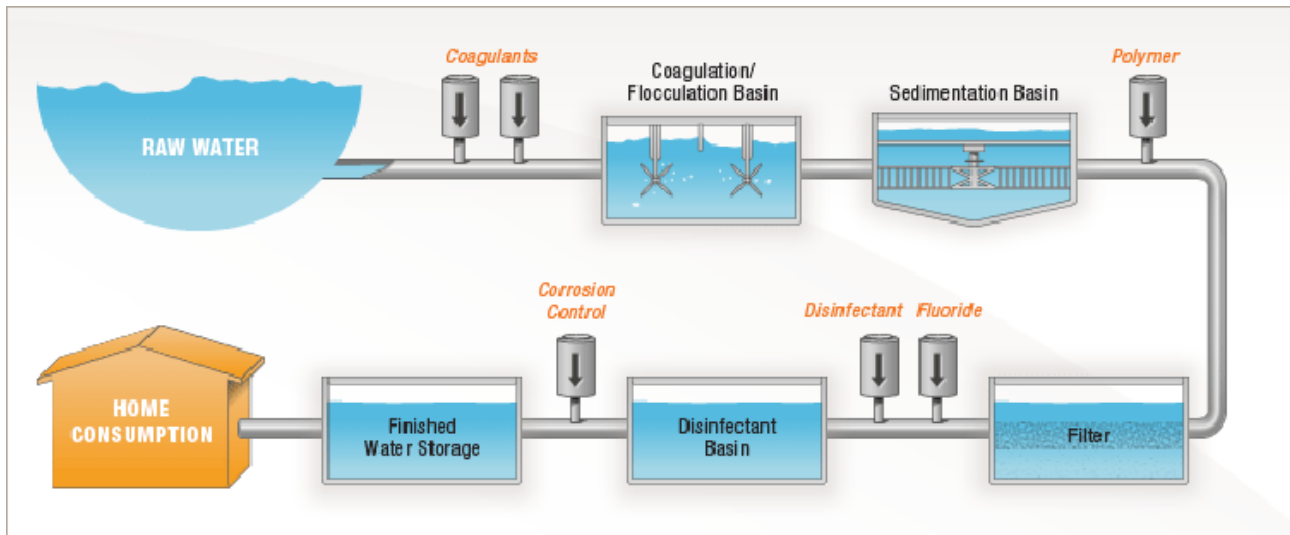 Coagulants
Polymer
Coagulation/
Flocculation Basin
Sedimentation Basin
RAW WATER
Corrosion
Control
Disinfectant
Fluoride
HOME
CONSUMPTION
Finished
Water Storage
Disinfectant
Basin
Filter